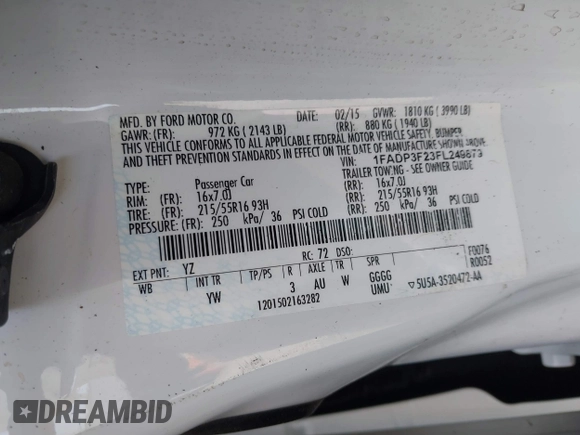 MFD. BY FORD MOTOR CO. DATE: 02/15 GVWR: 1810 KG ( 3990 LB)
GAWR: (FR): 972 KG ( 2143 LB) (RR): 880 KG ( 1940 LB)
THIS VEHICLE CONFORMS TO ALL APPLICABLE FEDERAL MOTOR VEHICLE SAFETY, BUMPER,
AND THEFT PREVENTION STANDARDS IN EFFECT ON THE DATE OF MANUFACTURE SHOWN ABOVE.
VIN: 1FADP3F23FL249873
TYPE: Passenger Car TRAILER TOWING - SEE OWNER GUIDE
RIM: (FR): 16x7.0J (RR): 16x7.0J
TIRE: (FR): 215/55R16 93H (RR): 215/55R16 93H
PRESSURE: (FR): 250 kPa/ 36 PSI COLD (RR): 250 kPa/ 36 PSI COLD
EXT PNT: YZ RC: 72 DSO: F0076
WB INT TR TP/PS R AXLE TR SPR R0052
YW 3 AU W GGGG
UMU
1201502163282 ▽5U5A-3520472-AA
DREAMBID